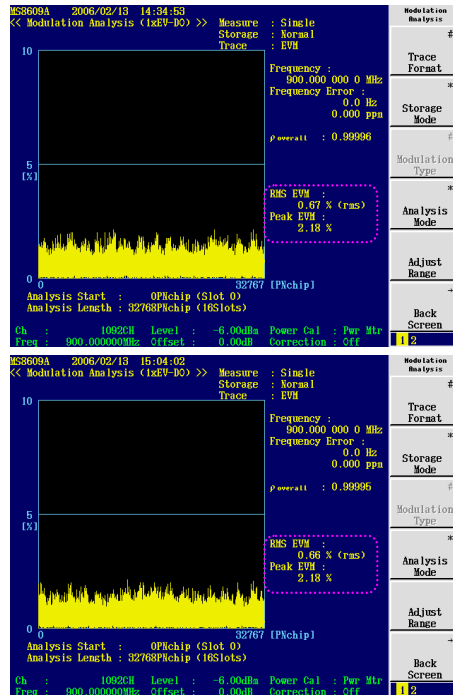 MS8609A 2006/02/13 14:34:53
<< Modulation Analysis (1xEV-DO) >> Measure : Single
Storage : Normal
Trace : EVM
10
Frequency :
900.000 000 0 MHz
Frequency Error :
0.0 Hz
0.000 ppm
ρ overall : 0.99996
5
[%]
RMS EVM :
0.67 % (rms)
Peak EVM :
2.18 %
0
0 32767 [PNchip]
Analysis Start : 0PNchip (Slot 0)
Analysis Length : 32768PNchip (16Slots)
Ch : 1092CH Level : -6.00dBm Power Cal : Pwr Mtr
Freq : 900.000000MHz Offset : 0.00dB Correction : Off
Modulation
Analysis
#
Trace
Format
*
Storage
Mode
#
Modulation
Type
*
Analysis
Mode
Adjust
Range
→
Back
Screen
1 2
MS8609A 2006/02/13 15:04:02
<< Modulation Analysis (1xEV-DO) >> Measure : Single
Storage : Normal
Trace : EVM
10
Frequency :
900.000 000 0 MHz
Frequency Error :
0.0 Hz
0.000 ppm
ρ overall : 0.99995
5
[%]
RMS EVM :
0.66 % (rms)
Peak EVM :
2.18 %
0
0 32767 [PNchip]
Analysis Start : 0PNchip (Slot 0)
Analysis Length : 32768PNchip (16Slots)
Ch : 1092CH Level : -6.00dBm Power Cal : Pwr Mtr
Freq : 900.000000MHz Offset : 0.00dB Correction : Off
Modulation
Analysis
#
Trace
Format
*
Storage
Mode
#
Modulation
Type
*
Analysis
Mode
Adjust
Range
→
Back
Screen
1 2